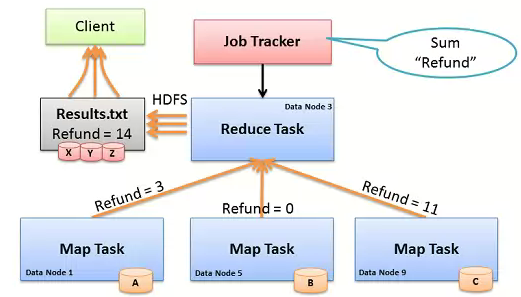 Client
Job Tracker
Sum
“Refund”
Results.txt
Refund = 14
X Y Z
HDFS
Data Node 3
Reduce Task
Refund = 3
Refund = 0
Refund = 11
Map Task
Data Node 1
A
Map Task
Data Node 5
B
Map Task
Data Node 9
C